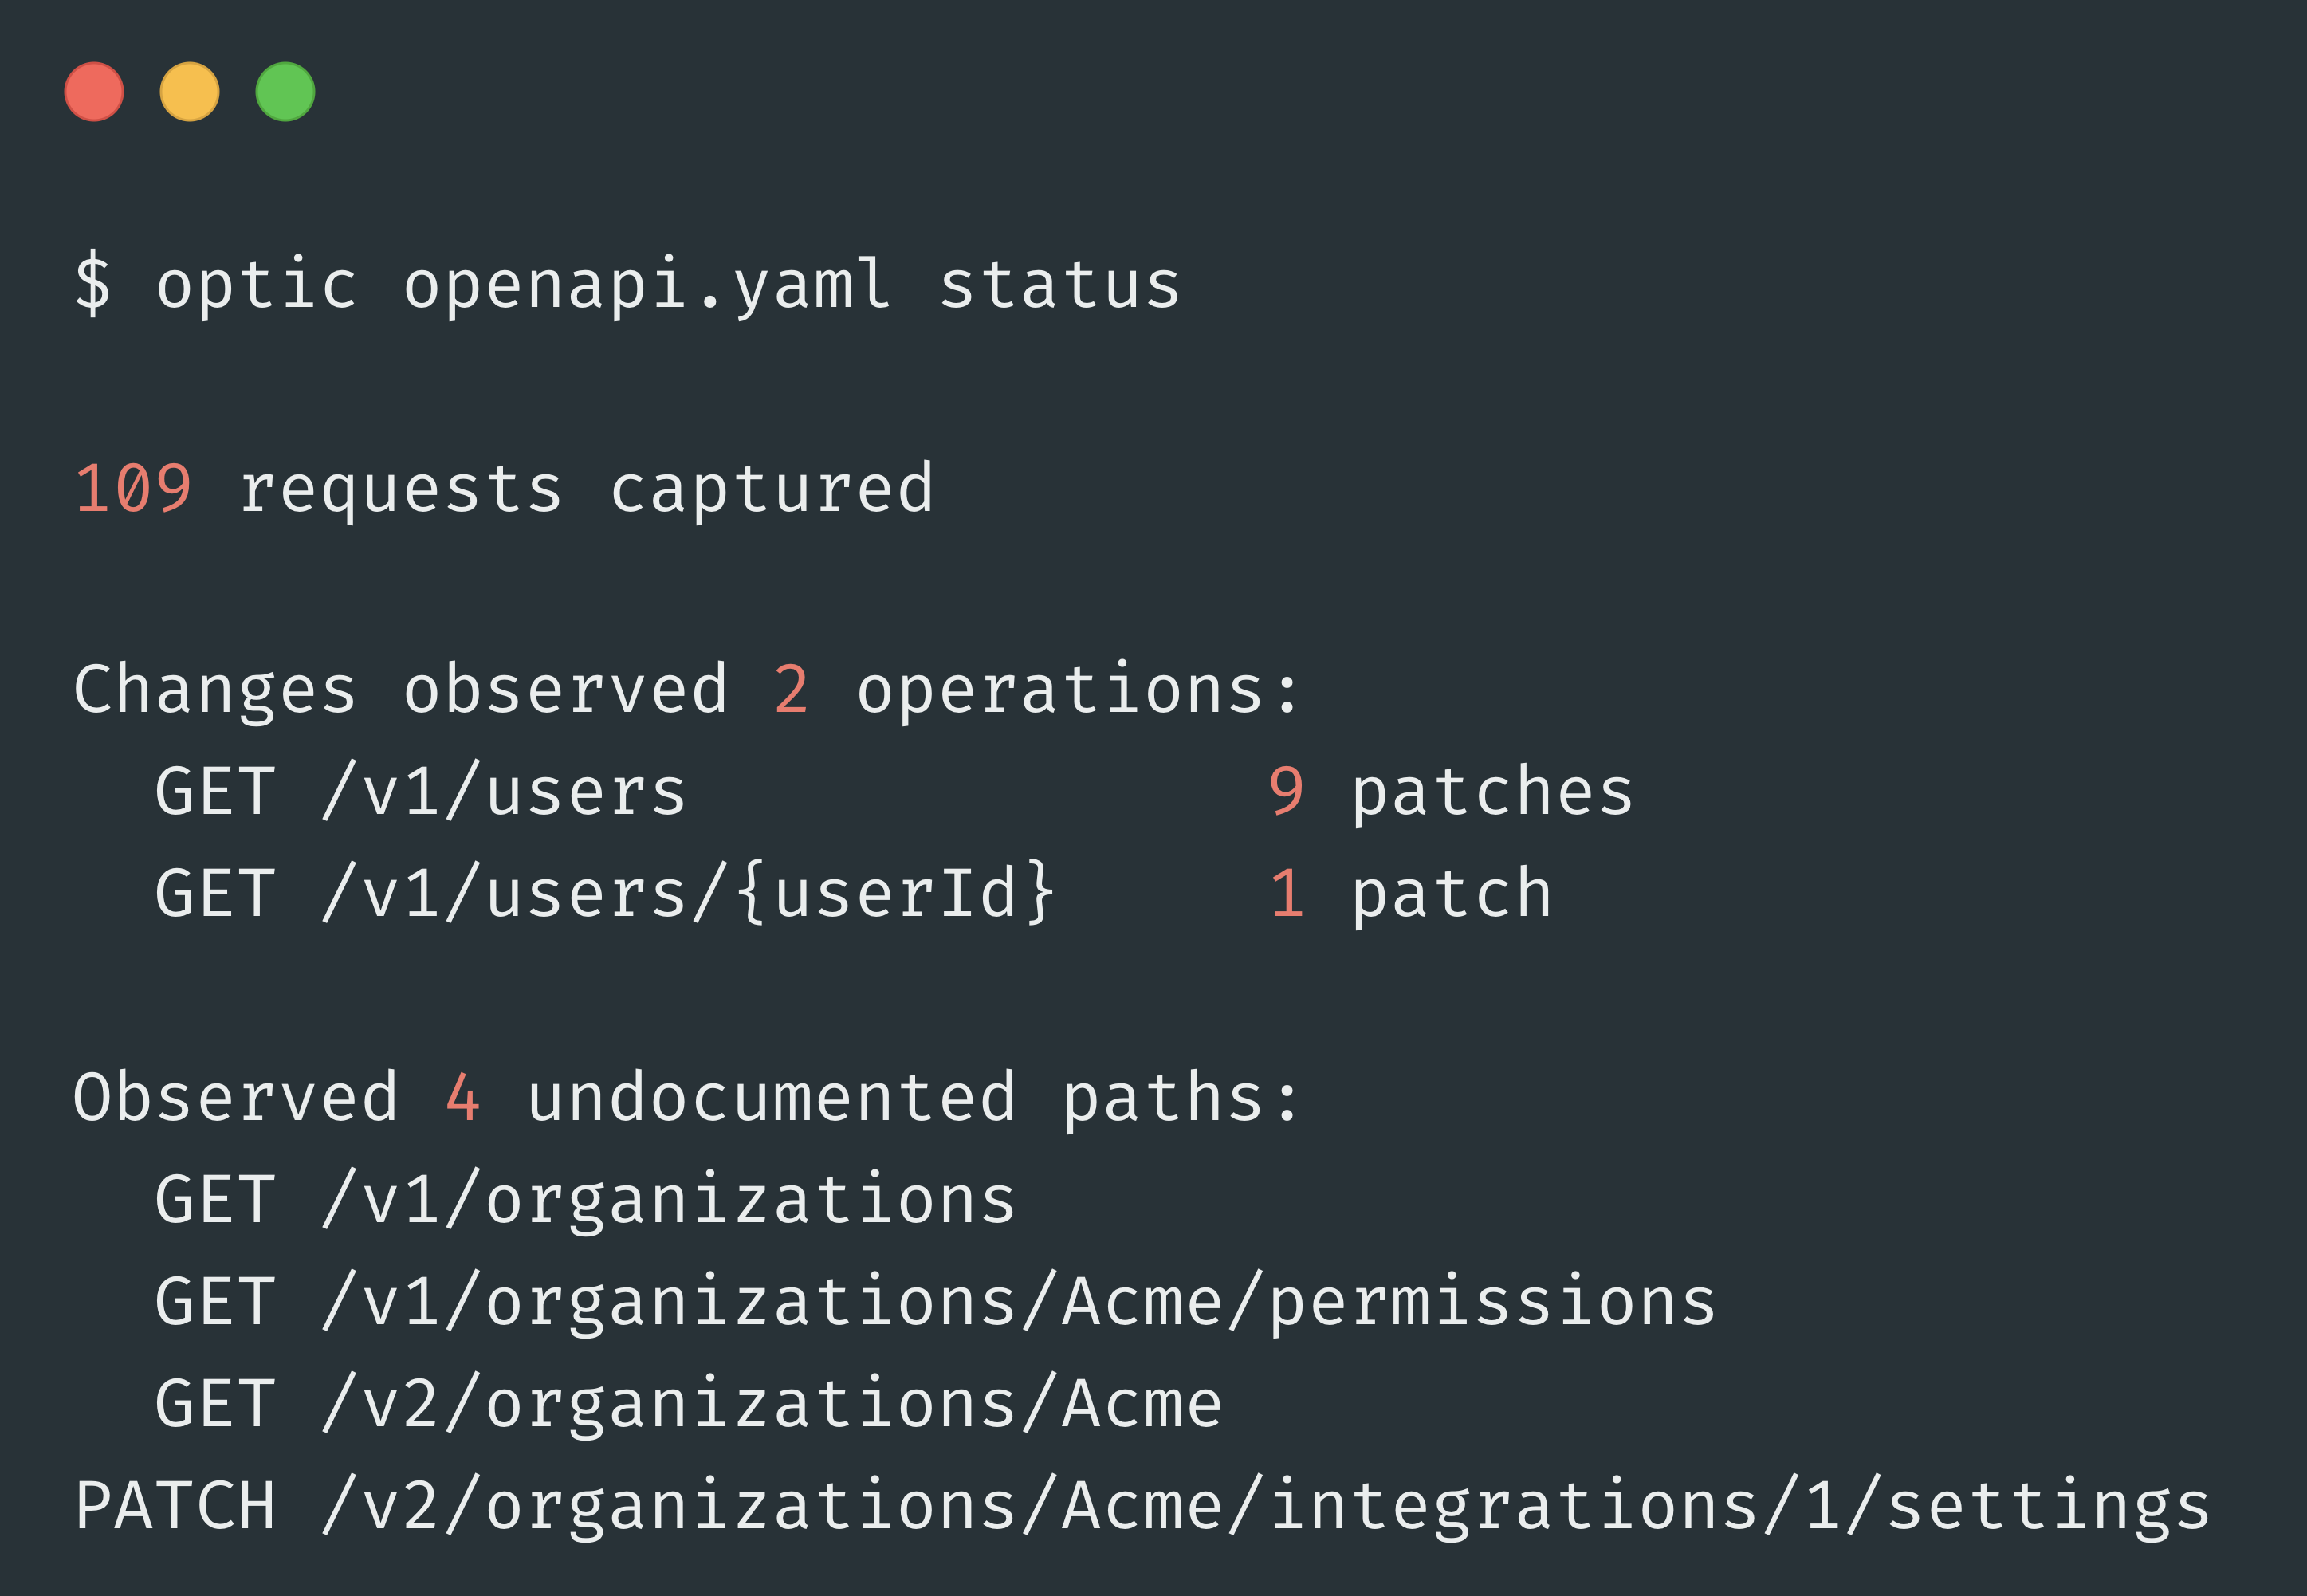 $ optic openapi.yaml status
109 requests captured
Changes observed 2 operations:
GET /v1/users 9 patches
GET /v1/users/{userId} 1 patch
Observed 4 undocumented paths:
GET /v1/organizations
GET /v1/organizations/Acme/permissions
GET /v2/organizations/Acme
PATCH /v2/organizations/Acme/integrations/1/settings